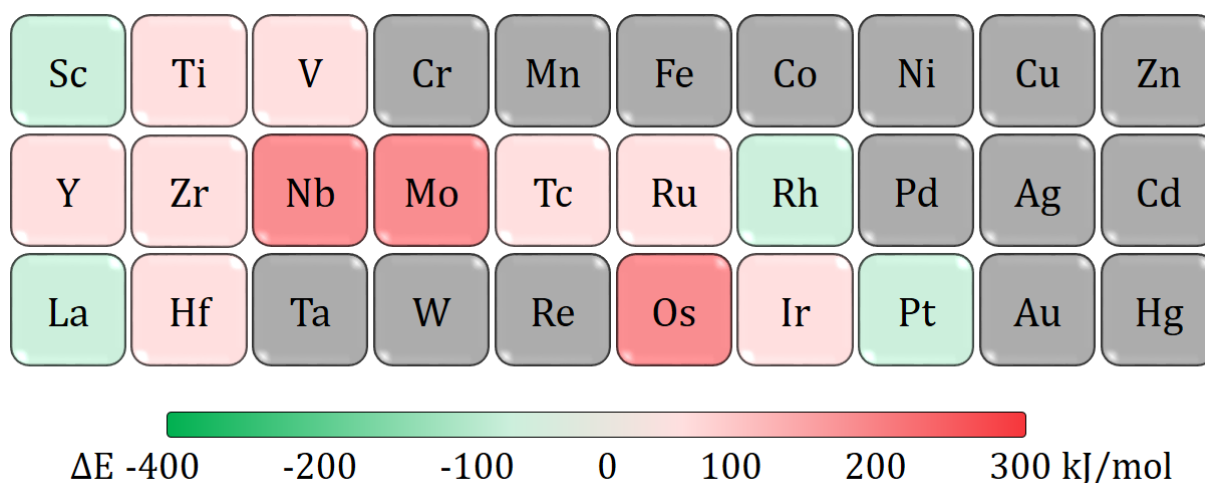 Sc Ti V Cr Mn Fe Co Ni Cu Zn
Y Zr Nb Mo Tc Ru Rh Pd Ag Cd
La Hf Ta W Re Os Ir Pt Au Hg
ΔE -400 -200 -100 0 100 200 300 kJ/mol